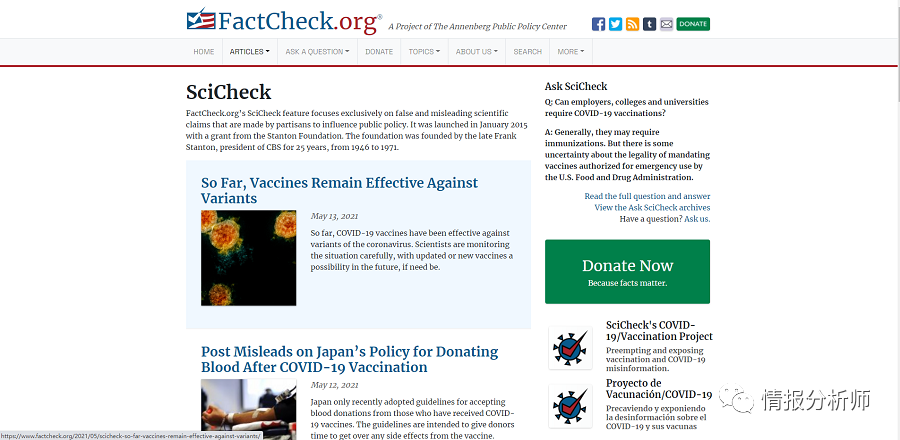 FactCheck.org® A Project of The Annenberg Public Policy Center
DONATE
HOME ARTICLES ASK A QUESTION DONATE TOPICS ABOUT US SEARCH MORE
SciCheck
FactCheck.org's SciCheck feature focuses exclusively on false and misleading scientific
claims that are made by partisans to influence public policy. It was launched in January 2015
with a grant from the Stanton Foundation. The foundation was founded by the late Frank
Stanton, president of CBS for 25 years, from 1946 to 1971.
So Far, Vaccines Remain Effective Against
Variants
May 13, 2021
So far, COVID-19 vaccines have been effective against
variants of the coronavirus. Scientists are monitoring
the situation carefully, with updated or new vaccines a
possibility in the future, if need be.
Post Misleads on Japan’s Policy for Donating
Blood After COVID-19 Vaccination
May 12, 2021
Japan only recently adopted guidelines for accepting
blood donations from those who have received COVID-
19 vaccines. The guidelines are intended to give donors
time to get over any side effects from the vaccine.
https://www.factcheck.org/2021/05/scicheck-so-far-vaccines-remain-effective-against-variants/
Ask SciCheck
Q: Can employers, colleges and universities
require COVID-19 vaccinations?
A: Generally, they may require
immunizations. But there is some
uncertainty about the legality of mandating
vaccines authorized for emergency use by
the U.S. Food and Drug Administration.
Read the full question and answer
View the Ask SciCheck archives
Have a question? Ask us.
Donate Now
Because facts matter.
SciCheck's COVID-
19/Vaccination Project
Preempting and exposing
vaccination and COVID-19
misinformation.
Proyecto de
Vacunación/COVID-19
Precaviendo y exponiendo
la desinformación sobre el
COVID-19 y sus vacunas
情报分析师